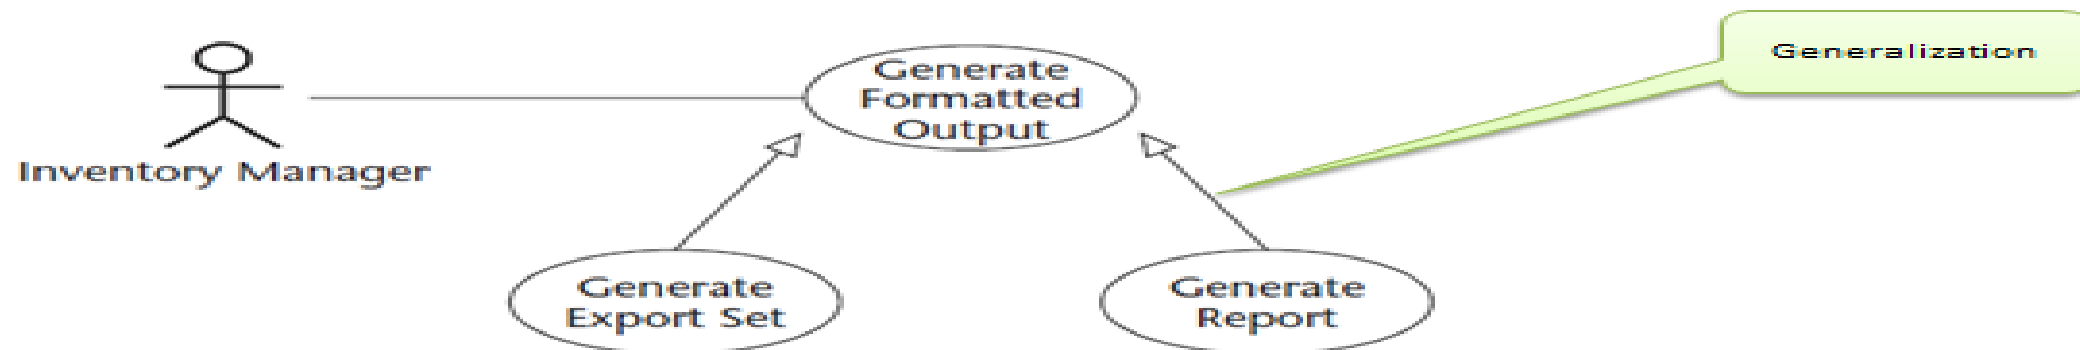 Generalization
Generate
Formatted
Output
Inventory Manager
Generate
Export Set
Generate
Report